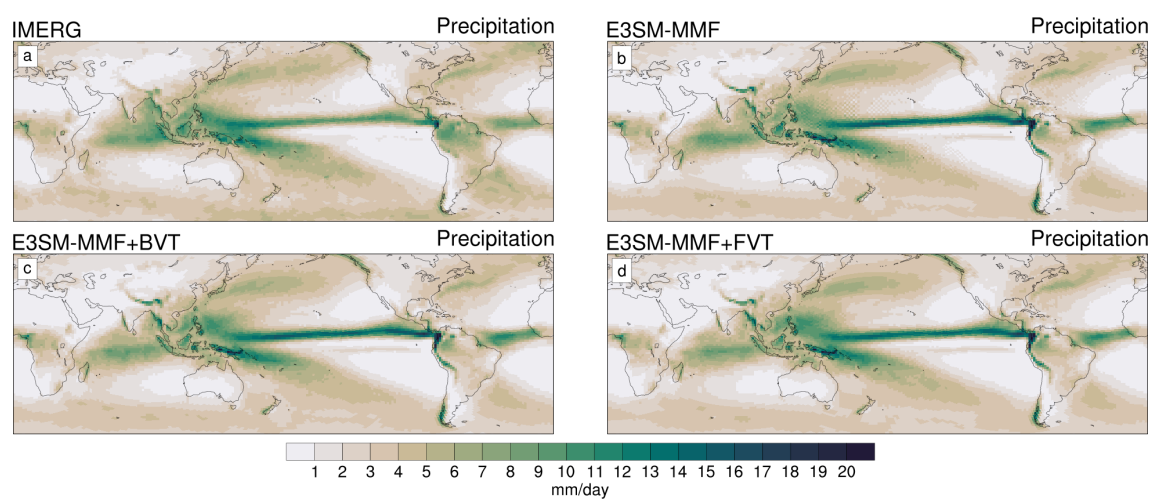 IMERG Precipitation E3SM-MMF Precipitation
a b
E3SM-MMF+BVT Precipitation E3SM-MMF+FVT Precipitation
c d
1 2 3 4 5 6 7 8 9 10 11 12 13 14 15 16 17 18 19 20
mm/day